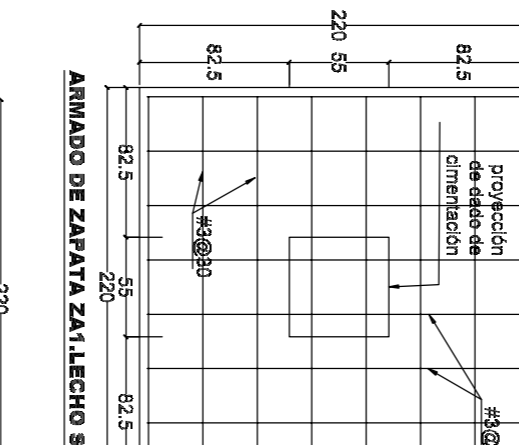 proyección
de dado de
cimentación
#3@
82.5
220
55
82.5
#3@30
82.5
55
82.5
220
ARMADO DE ZAPATA ZA1.LECHO
220